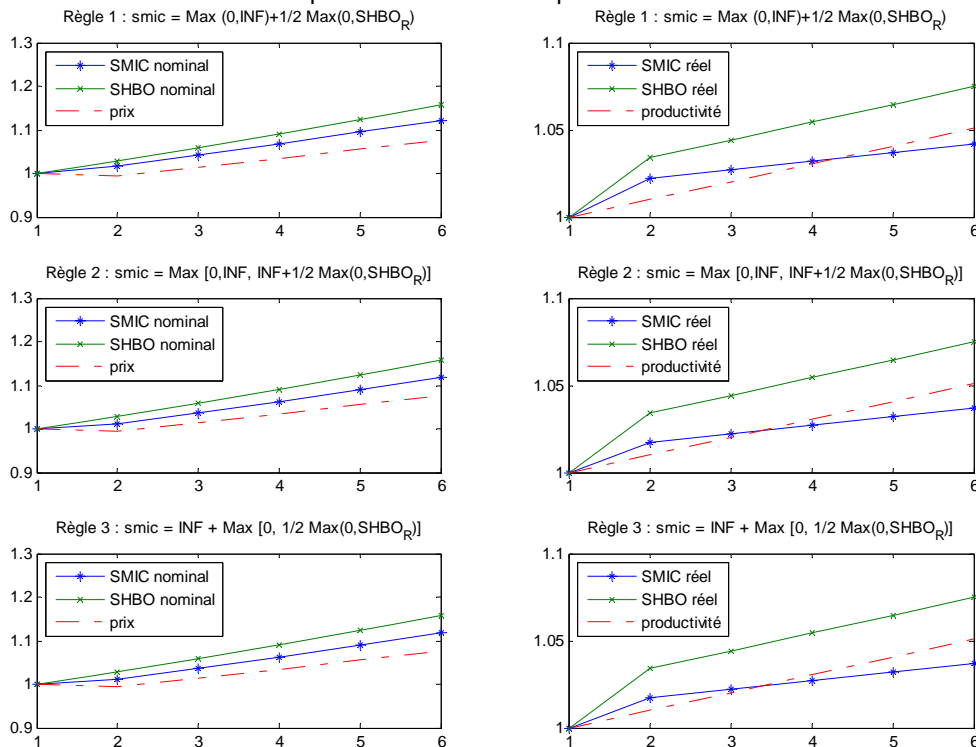 Règle 1 : smic = Max (0,INF)+1/2 Max(0,SHBO_R)
1.3
1.2
1.1
1
0.9
SMIC nominal
SHBO nominal
prix
1 2 3 4 5 6
Règle 1 : smic = Max (0,INF)+1/2 Max(0,SHBO_R)
1.1
1.05
1
SMIC réel
SHBO réel
productivité
1 2 3 4 5 6
Règle 2 : smic = Max [0,INF, INF+1/2 Max(0,SHBO_R)]
1.3
1.2
1.1
1
0.9
SMIC nominal
SHBO nominal
prix
1 2 3 4 5 6
Règle 2 : smic = Max [0,INF, INF+1/2 Max(0,SHBO_R)]
1.1
1.05
1
SMIC réel
SHBO réel
productivité
1 2 3 4 5 6
Règle 3 : smic = INF + Max [0, 1/2 Max(0,SHBO_R)]
1.3
1.2
1.1
1
0.9
SMIC nominal
SHBO nominal
prix
1 2 3 4 5 6
Règle 3 : smic = INF + Max [0, 1/2 Max(0,SHBO_R)]
1.1
1.05
1
SMIC réel
SHBO réel
productivité
1 2 3 4 5 6